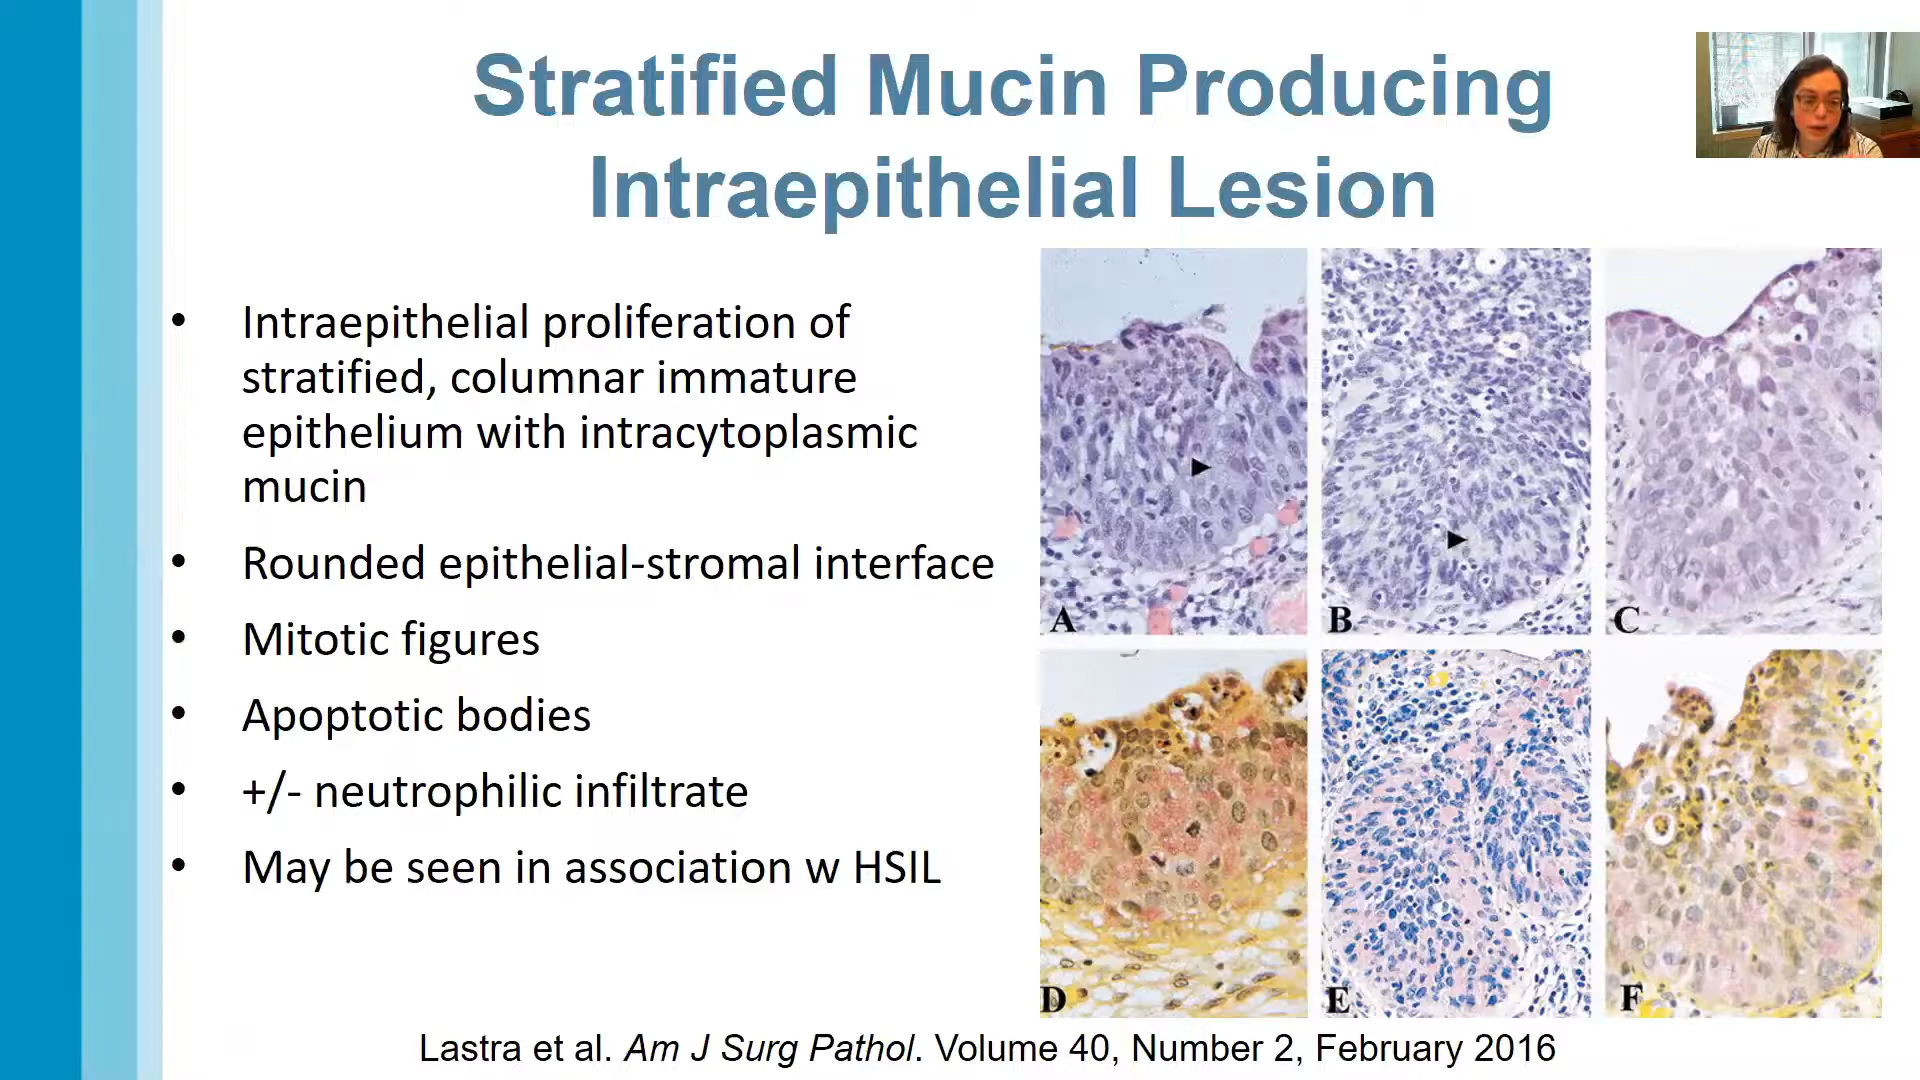 Stratified Mucin Producing
Intraepithelial Lesion
• Intraepithelial proliferation of
stratified, columnar immature
epithelium with intracytoplasmic
mucin
• Rounded epithelial-stromal interface
• Mitotic figures
• Apoptotic bodies
• +/- neutrophilic infiltrate
• May be seen in association w HSIL
A B C
D E F
Lastra et al. Am J Surg Pathol. Volume 40, Number 2, February 2016